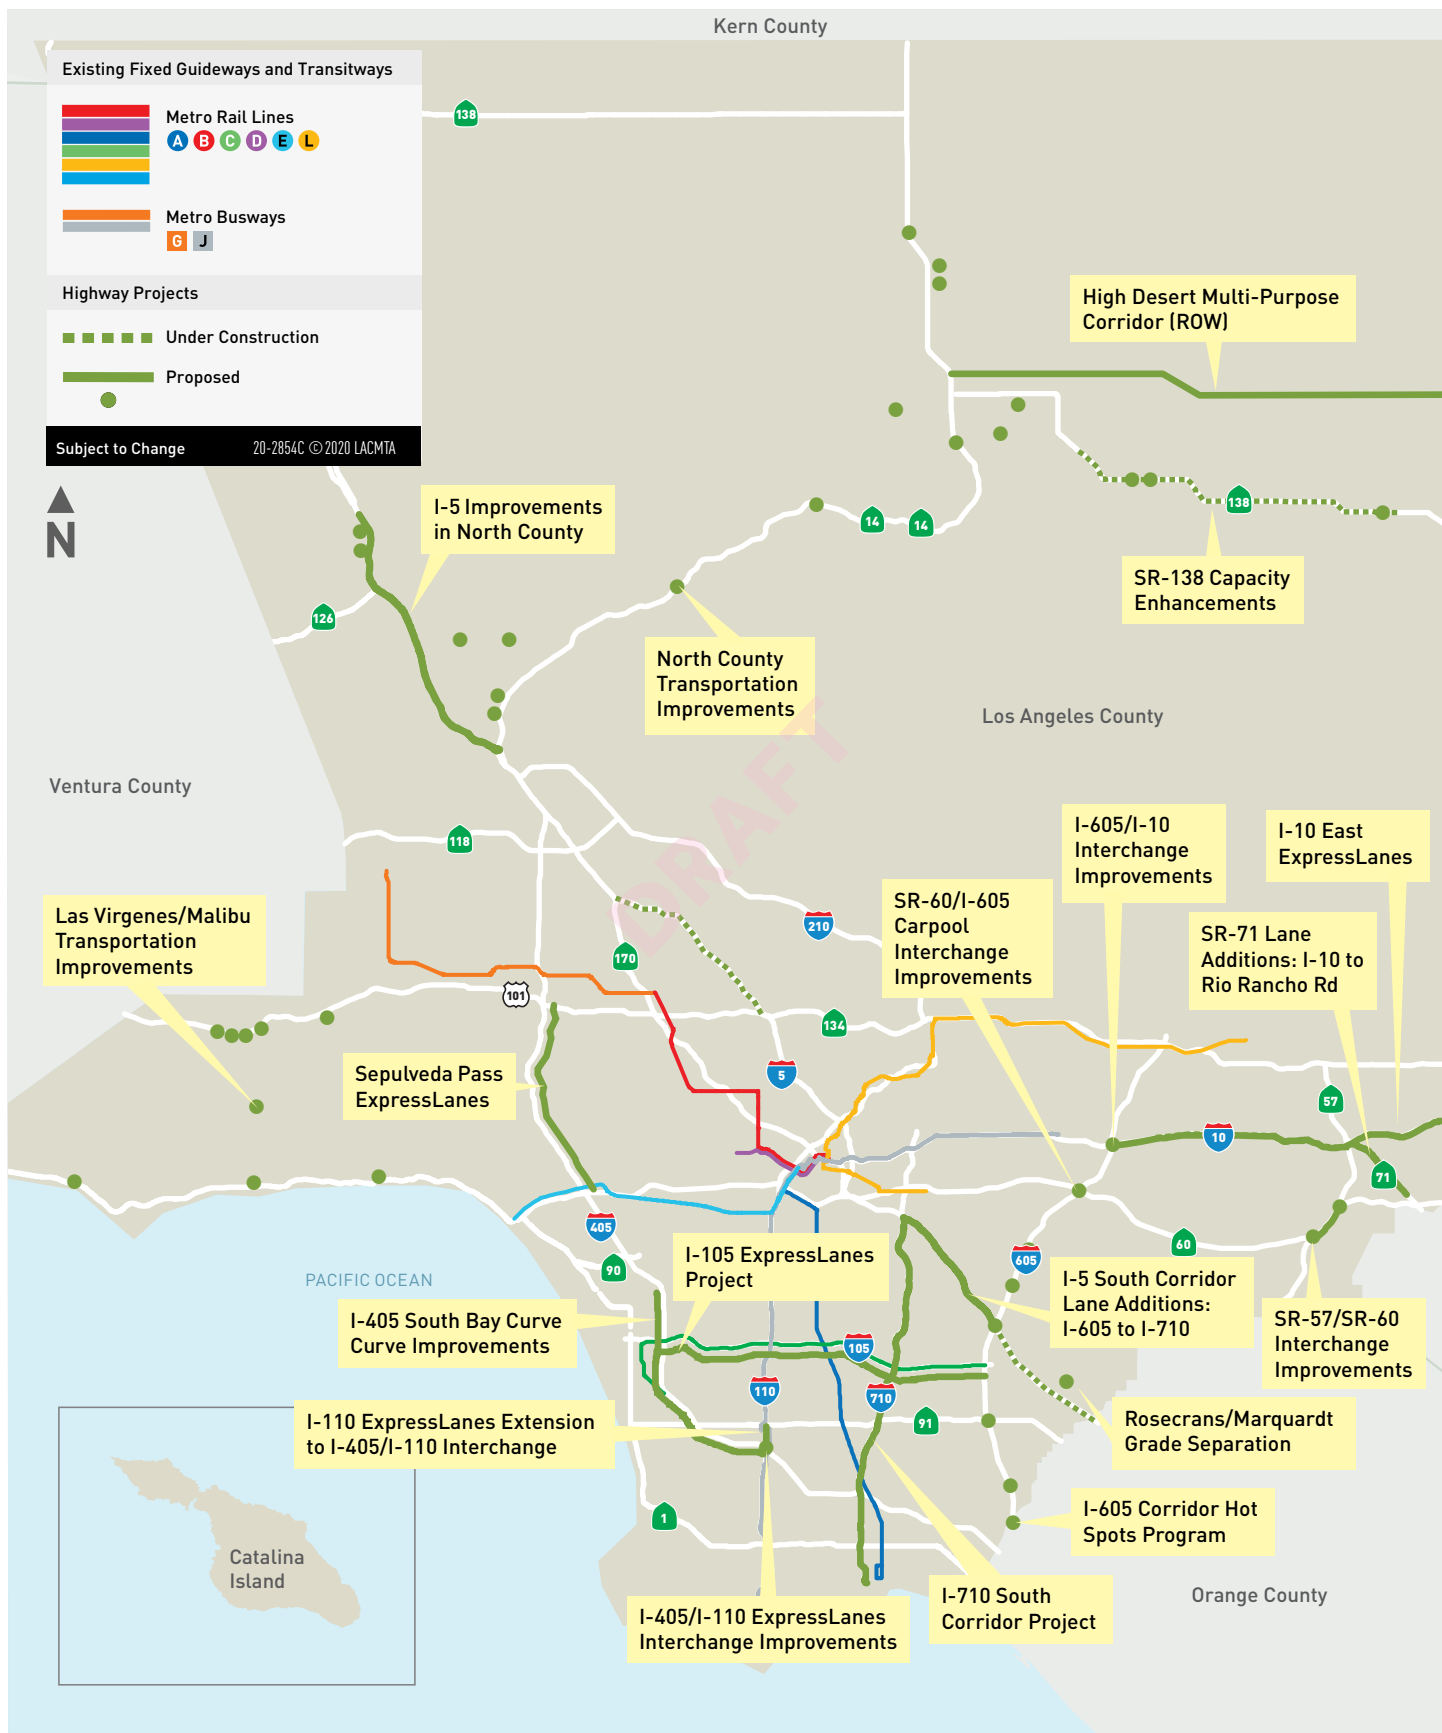 Kern County
Existing Fixed Guideways and Transitways
Metro Rail Lines
A B C D E L
Metro Busways
G J
Highway Projects
Under Construction
Proposed
Subject to Change 20-2854C © 2020 LACMTA
N
138
High Desert Multi-Purpose
Corridor (ROW)
I-5 Improvements
in North County
14
14
138
SR-138 Capacity
Enhancements
126
North County
Transportation
Improvements
Los Angeles County
DRAFT
Ventura County
118
I-605/I-10
Interchange
Improvements
I-10 East
ExpressLanes
Las Virgenes/Malibu
Transportation
Improvements
SR-60/I-605
Carpool
Interchange
Improvements
SR-71 Lane
Additions: I-10 to
Rio Rancho Rd
210
170
101
134
Sepulveda Pass
ExpressLanes
5
57
10
71
405
90
60
605
PACIFIC OCEAN
I-105 ExpressLanes
Project
I-5 South Corridor
Lane Additions:
I-605 to I-710
I-405 South Bay Curve
Curve Improvements
SR-57/SR-60
Interchange
Improvements
105
110
710
91
I-110 ExpressLanes Extension
to I-405/I-110 Interchange
Rosecrans/Marquardt
Grade Separation
1
I-605 Corridor Hot
Spots Program
Catalina
Island
I-710 South
Corridor Project
Orange County
I-405/I-110 ExpressLanes
Interchange Improvements